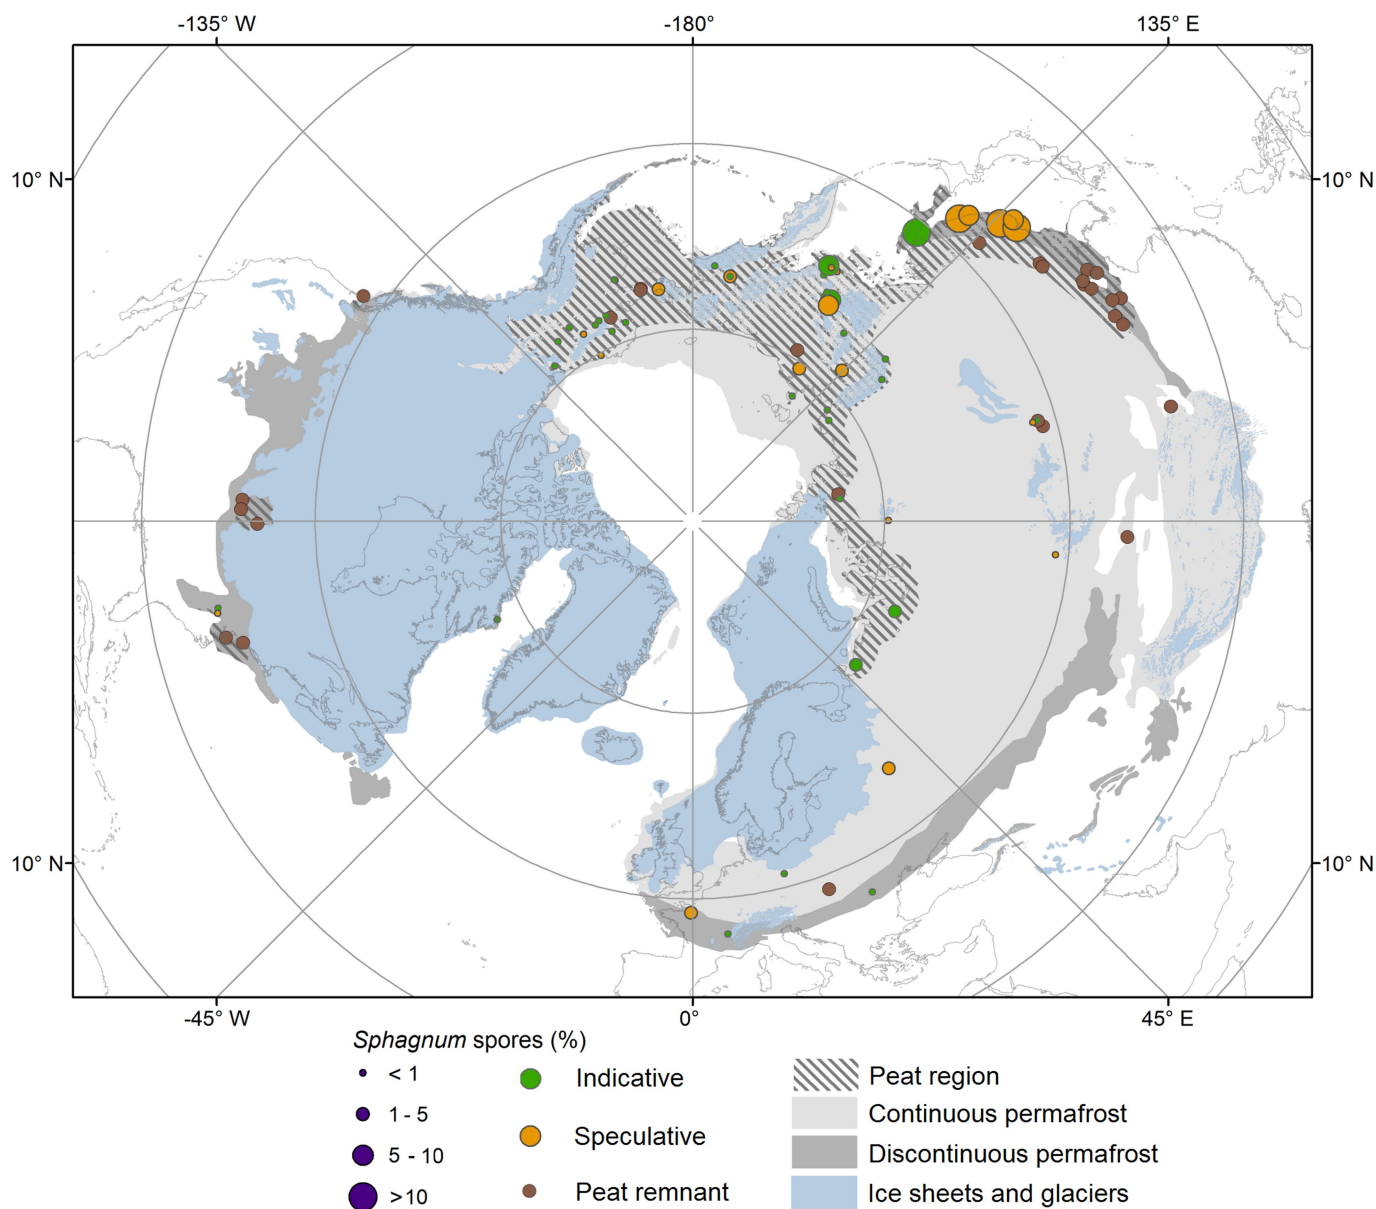 -135° W
-180°
135° E
10° N
10° N
10° N
10° N
-45° W
0°
45° E
Sphagnum spores (%)
< 1
1 - 5
5 - 10
>10
Indicative
Speculative
Peat remnant
Peat region
Continuous permafrost
Discontinuous permafrost
Ice sheets and glaciers